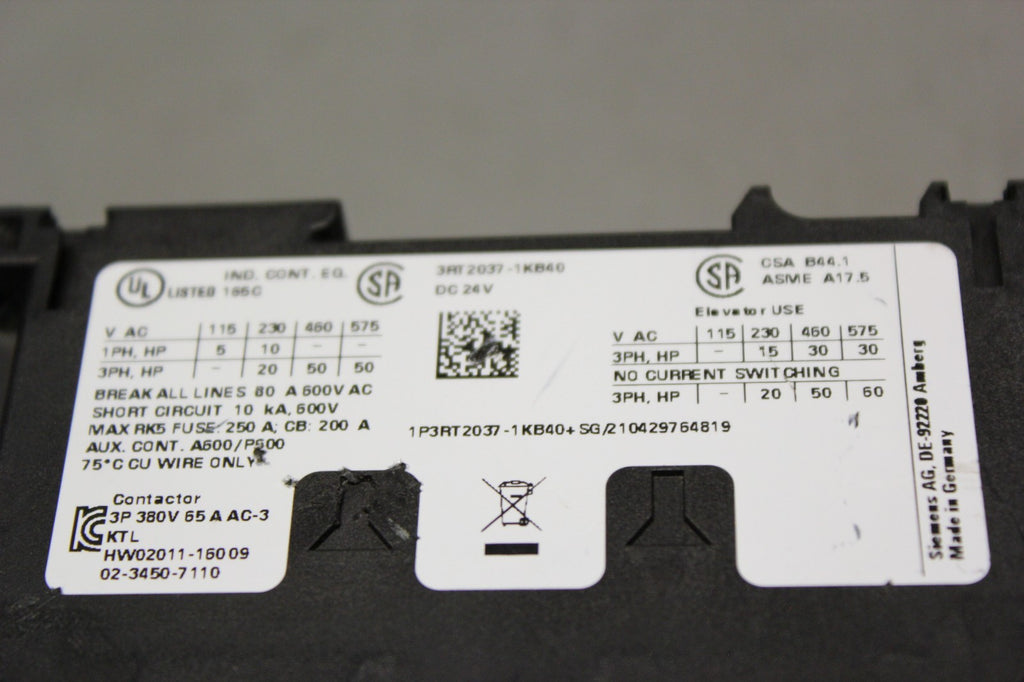 UL
LISTED 165C
IND. CONT. EQ.
SA
3RT2037-1KB40
DC 24V
SA
CSA B44.1
ASME A17.5
V AC 115 230 460 575
1PH, HP 5 10 - -
3PH, HP - 20 50 50
BREAK ALL LINES 80 A 600V AC
SHORT CIRCUIT 10 kA, 600V
MAX RK5 FUSE: 250 A; CB: 200 A
AUX. CONT. A600/P600
75°C CU WIRE ONLY
Elevator USE
V AC 115 230 460 575
3PH, HP - 15 30 30
NO CURRENT SWITCHING
3PH, HP - 20 50 60
1P3RT2037-1KB40+SG/210429764819
Contactor
3P 380V 65 A AC-3
KTL
HW02011-16009
02-3450-7110
Siemens AG, DE-92220 Amberg
Made in Germany